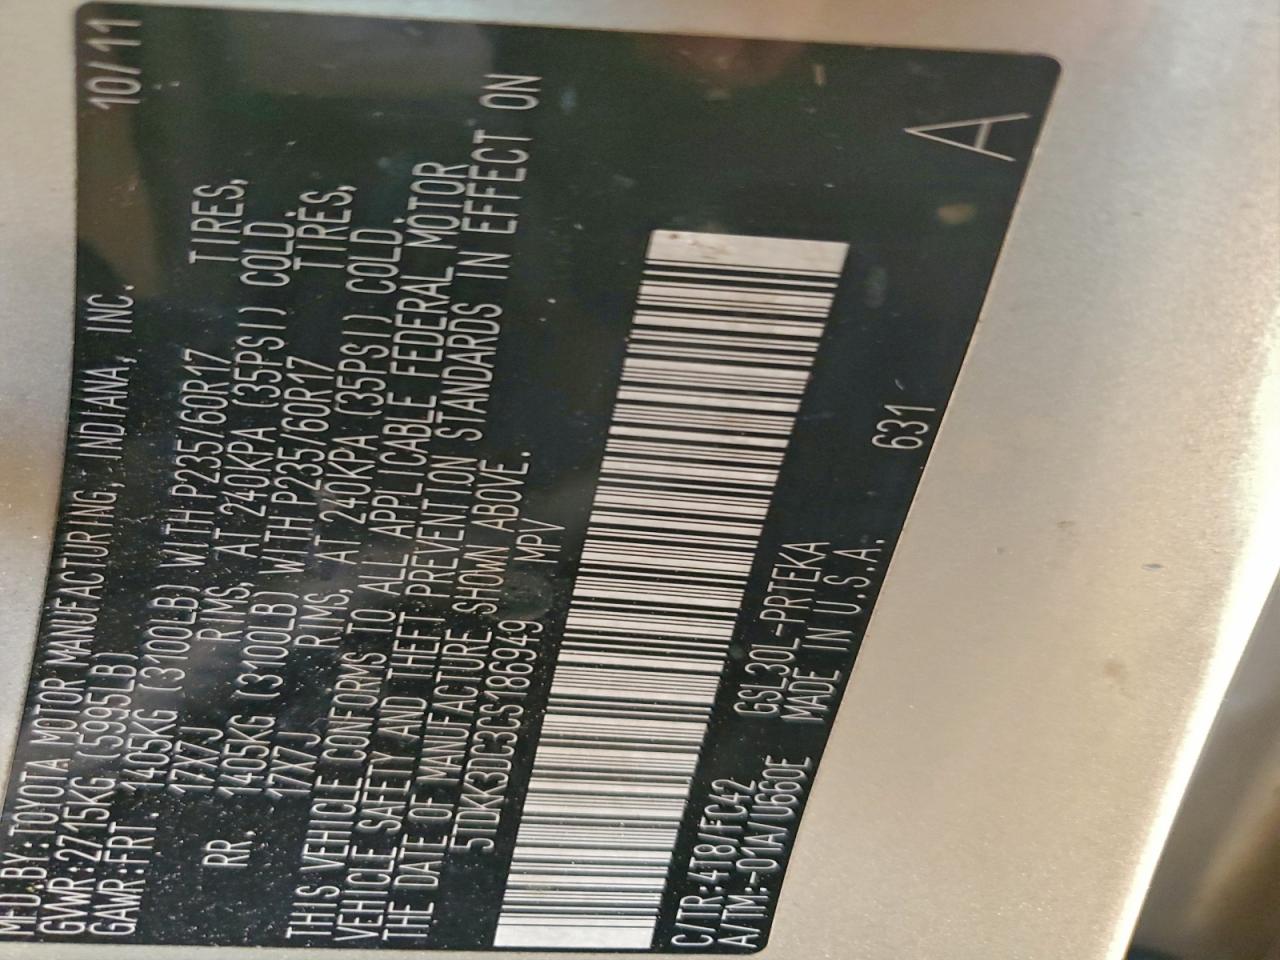 MFD.BY:TOYOTA MOTOR MANUFACTURING, INDIANA, INC. 10/11
GVWR:2715KG (5995LB)
GAWR:FRT. 1405KG (3100LB) WITH P235/60R17 TIRES,
17X7J RIMS, AT 240KPA (35PSI) COLD.
RR. 1405KG (3100LB) WITH P235/60R17 TIRES,
17X7J RIMS, AT 240KPA (35PSI) COLD.
THIS VEHICLE CONFORMS TO ALL APPLICABLE FEDERAL MOTOR
VEHICLE SAFETY AND THEFT PREVENTION STANDARDS IN EFFECT ON
THE DATE OF MANUFACTURE SHOWN ABOVE.
5TDKK3DC3CS186949 MPV
C/TR:4T8/FC42 GSL30L-PRTEKA
A/TM:-01A/U660E MADE IN U.S.A. 631
A